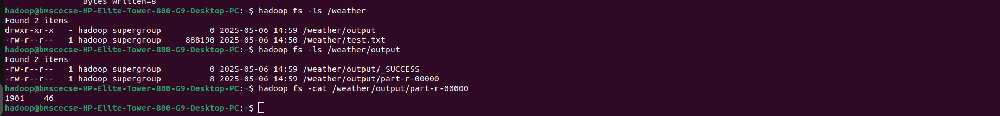 Bytes Written=8
hadoop@bmscecse-HP-Elite-Tower-800-G9-Desktop-PC:~$ hadoop fs -ls /weather
Found 2 items
drwxr-xr-x   - hadoop supergroup          0 2025-05-06 14:59 /weather/output
-rw-r--r--   1 hadoop supergroup     888190 2025-05-06 14:50 /weather/test.txt
hadoop@bmscecse-HP-Elite-Tower-800-G9-Desktop-PC:~$ hadoop fs -ls /weather/output
Found 2 items
-rw-r--r--   1 hadoop supergroup          0 2025-05-06 14:59 /weather/output/_SUCCESS
-rw-r--r--   1 hadoop supergroup          8 2025-05-06 14:59 /weather/output/part-r-00000
hadoop@bmscecse-HP-Elite-Tower-800-G9-Desktop-PC:~$ hadoop fs -cat /weather/output/part-r-00000
1901    46
hadoop@bmscecse-HP-Elite-Tower-800-G9-Desktop-PC:~$